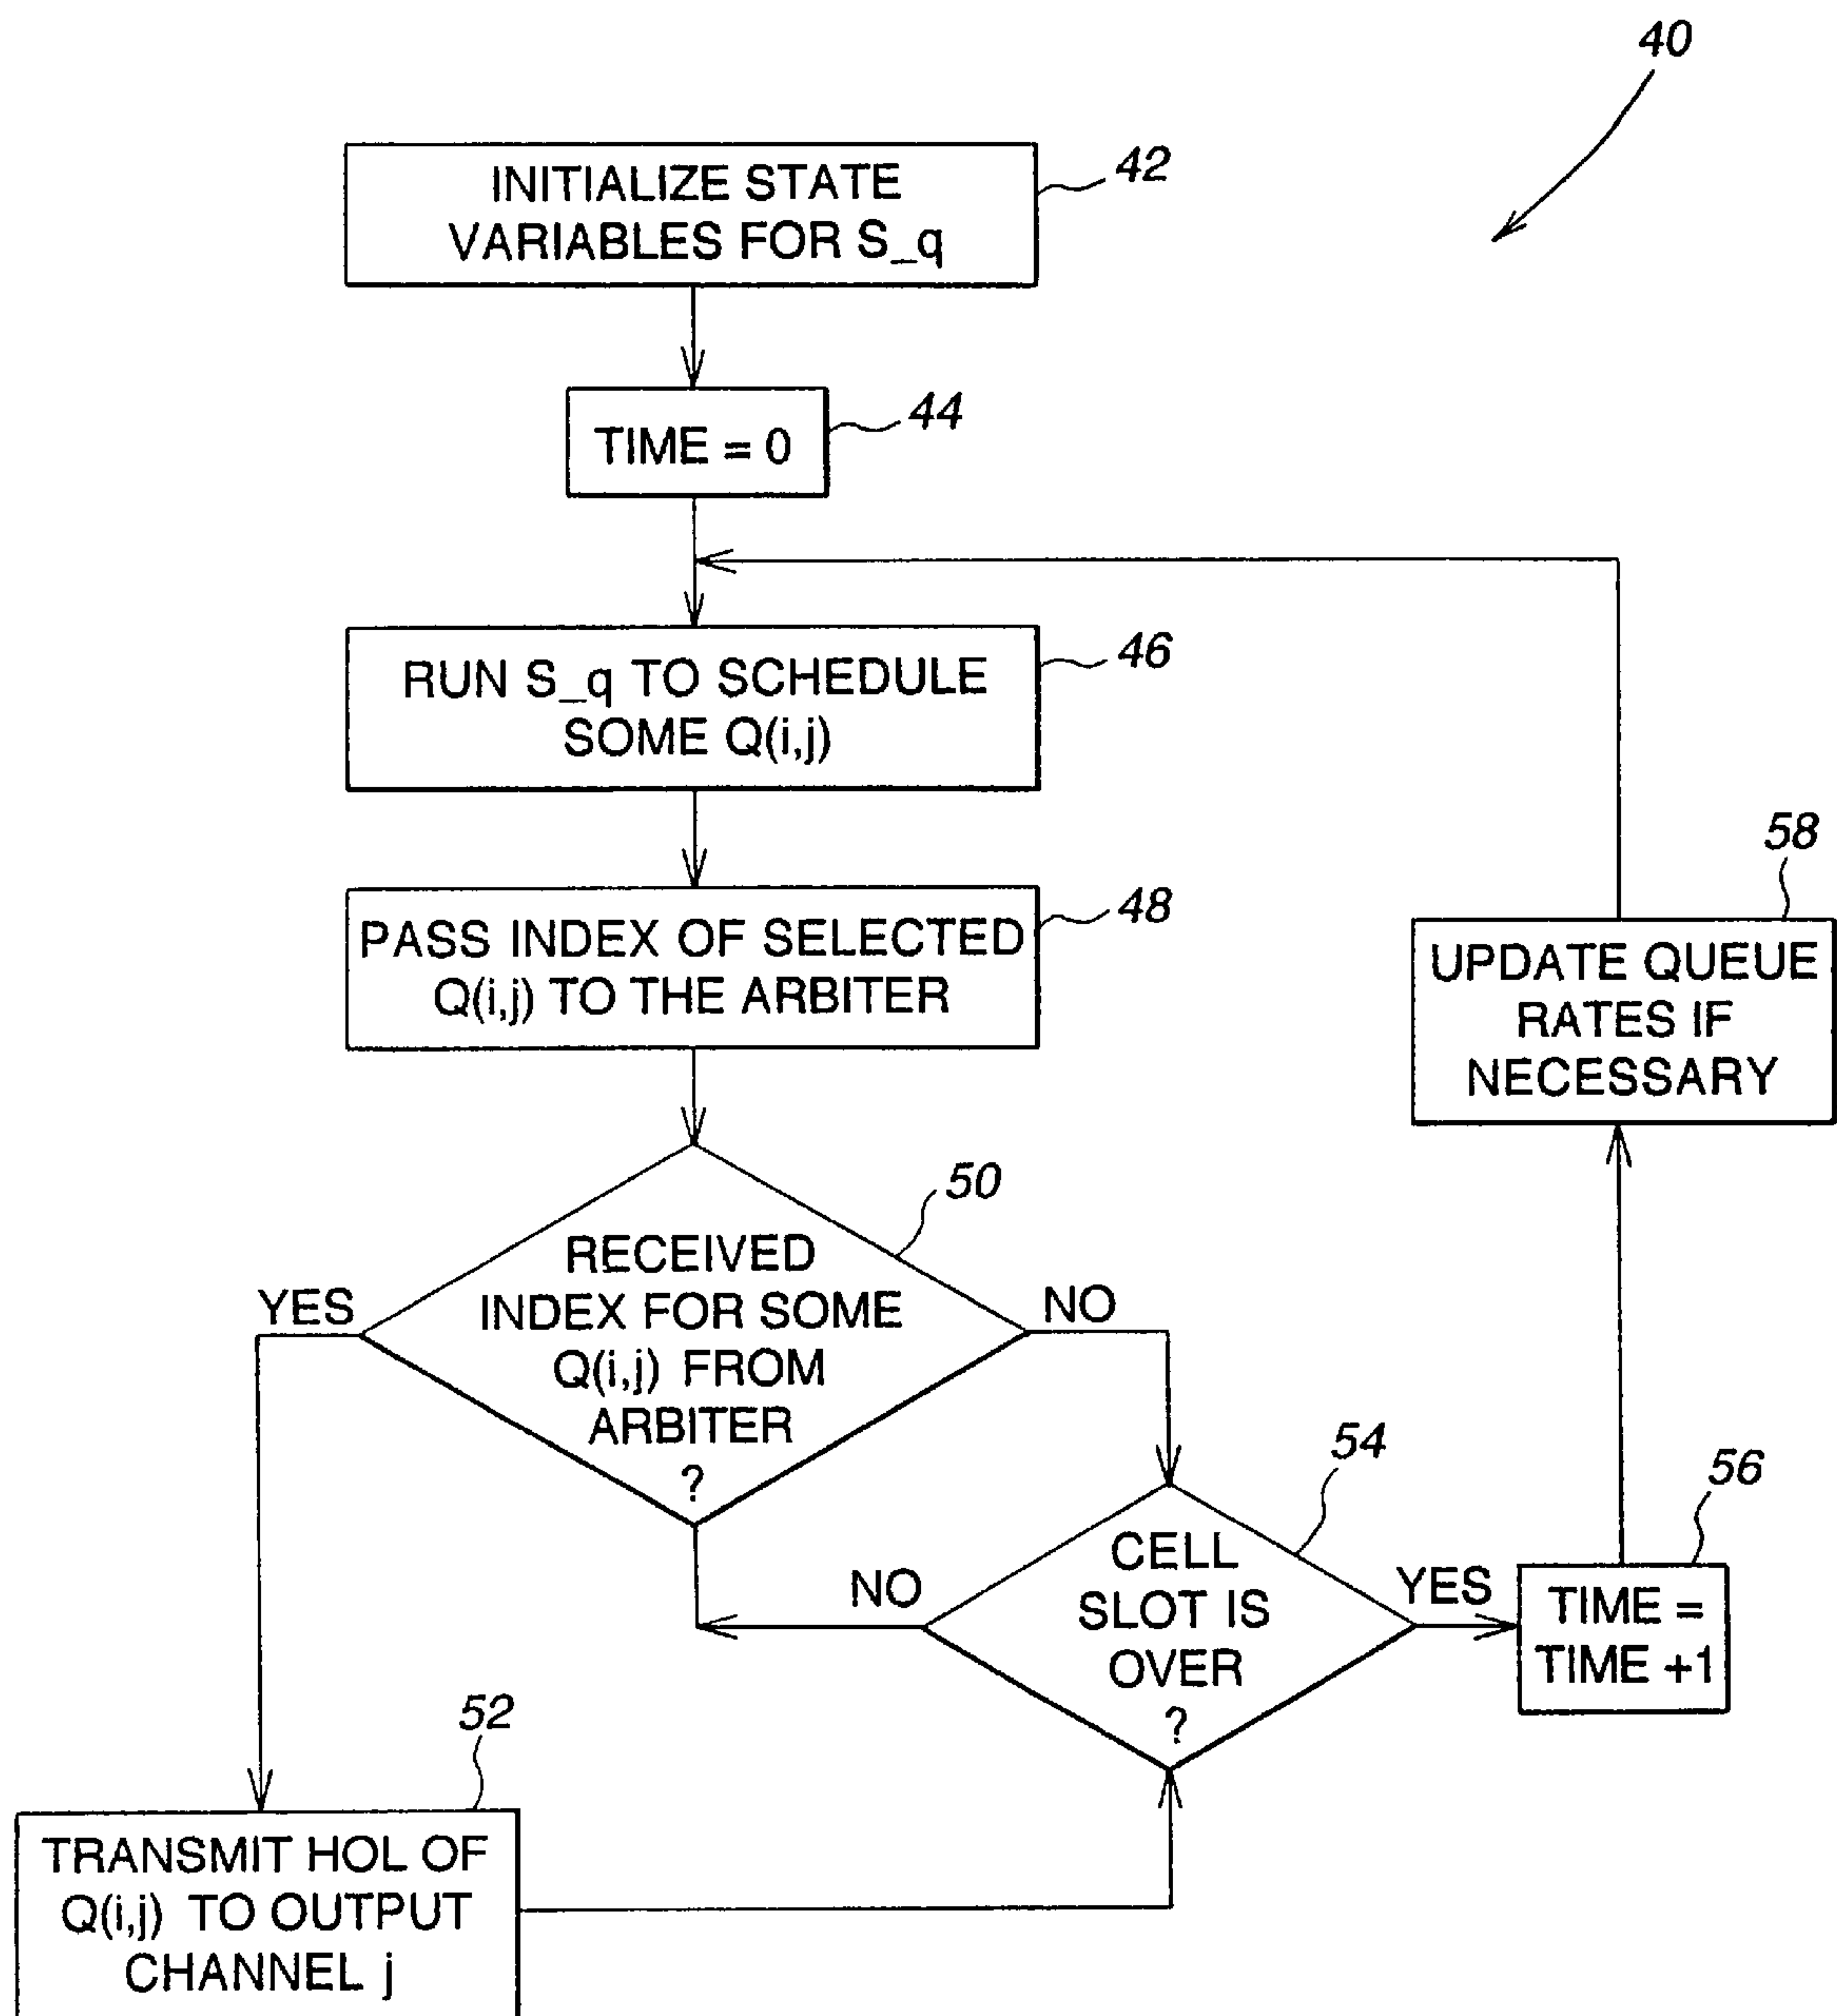 40
INITIALIZE STATE
VARIABLES FOR S_q
42
TIME = 0
44
RUN S_q TO SCHEDULE
SOME Q(i,j)
46
PASS INDEX OF SELECTED
Q(i,j) TO THE ARBITER
48
UPDATE QUEUE
RATES IF
NECESSARY
58
RECEIVED
INDEX FOR SOME
Q(i,j) FROM
ARBITER
?
50
YES
NO
CELL
SLOT IS
OVER
?
54
NO
YES
TIME =
TIME +1
56
TRANSMIT HOL OF
Q(i,j) TO OUTPUT
CHANNEL j
52